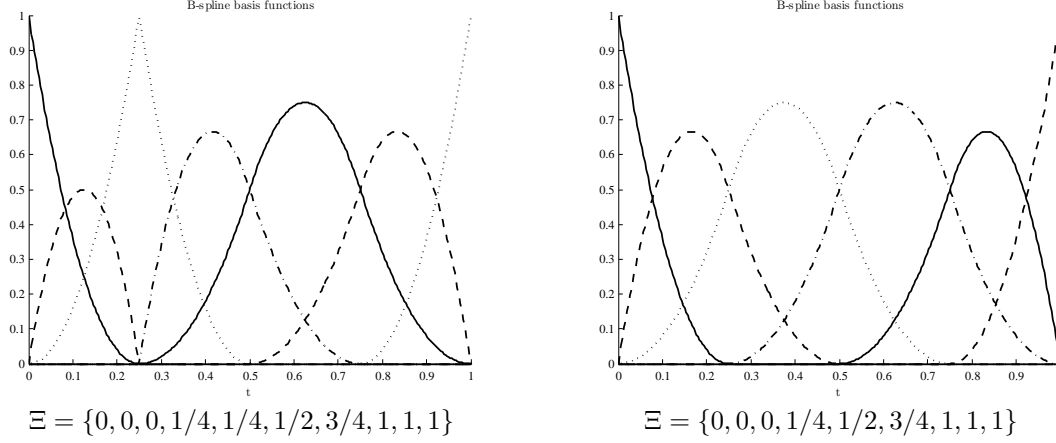 B-spline basis functions
1
0.9
0.8
0.7
0.6
0.5
0.4
0.3
0.2
0.1
0
0 0.1 0.2 0.3 0.4 0.5 0.6 0.7 0.8 0.9 1
t
Ξ = {0, 0, 0, 1/4, 1/4, 1/2, 3/4, 1, 1, 1}
B-spline basis functions
1
0.9
0.8
0.7
0.6
0.5
0.4
0.3
0.2
0.1
0
0 0.1 0.2 0.3 0.4 0.5 0.6 0.7 0.8 0.9
t
Ξ = {0, 0, 0, 1/4, 1/2, 3/4, 1, 1, 1}